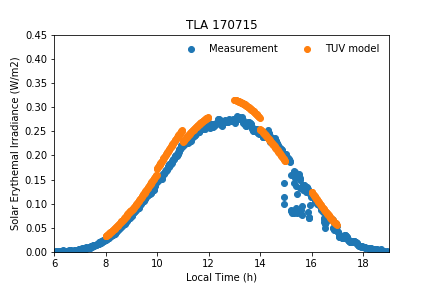 TLA 170715
Measurement
TUV model
Solar Erythemal Irradiance (W/m2)
0.45
0.40
0.35
0.30
0.25
0.20
0.15
0.10
0.05
0.00
6 8 10 12 14 16 18
Local Time (h)